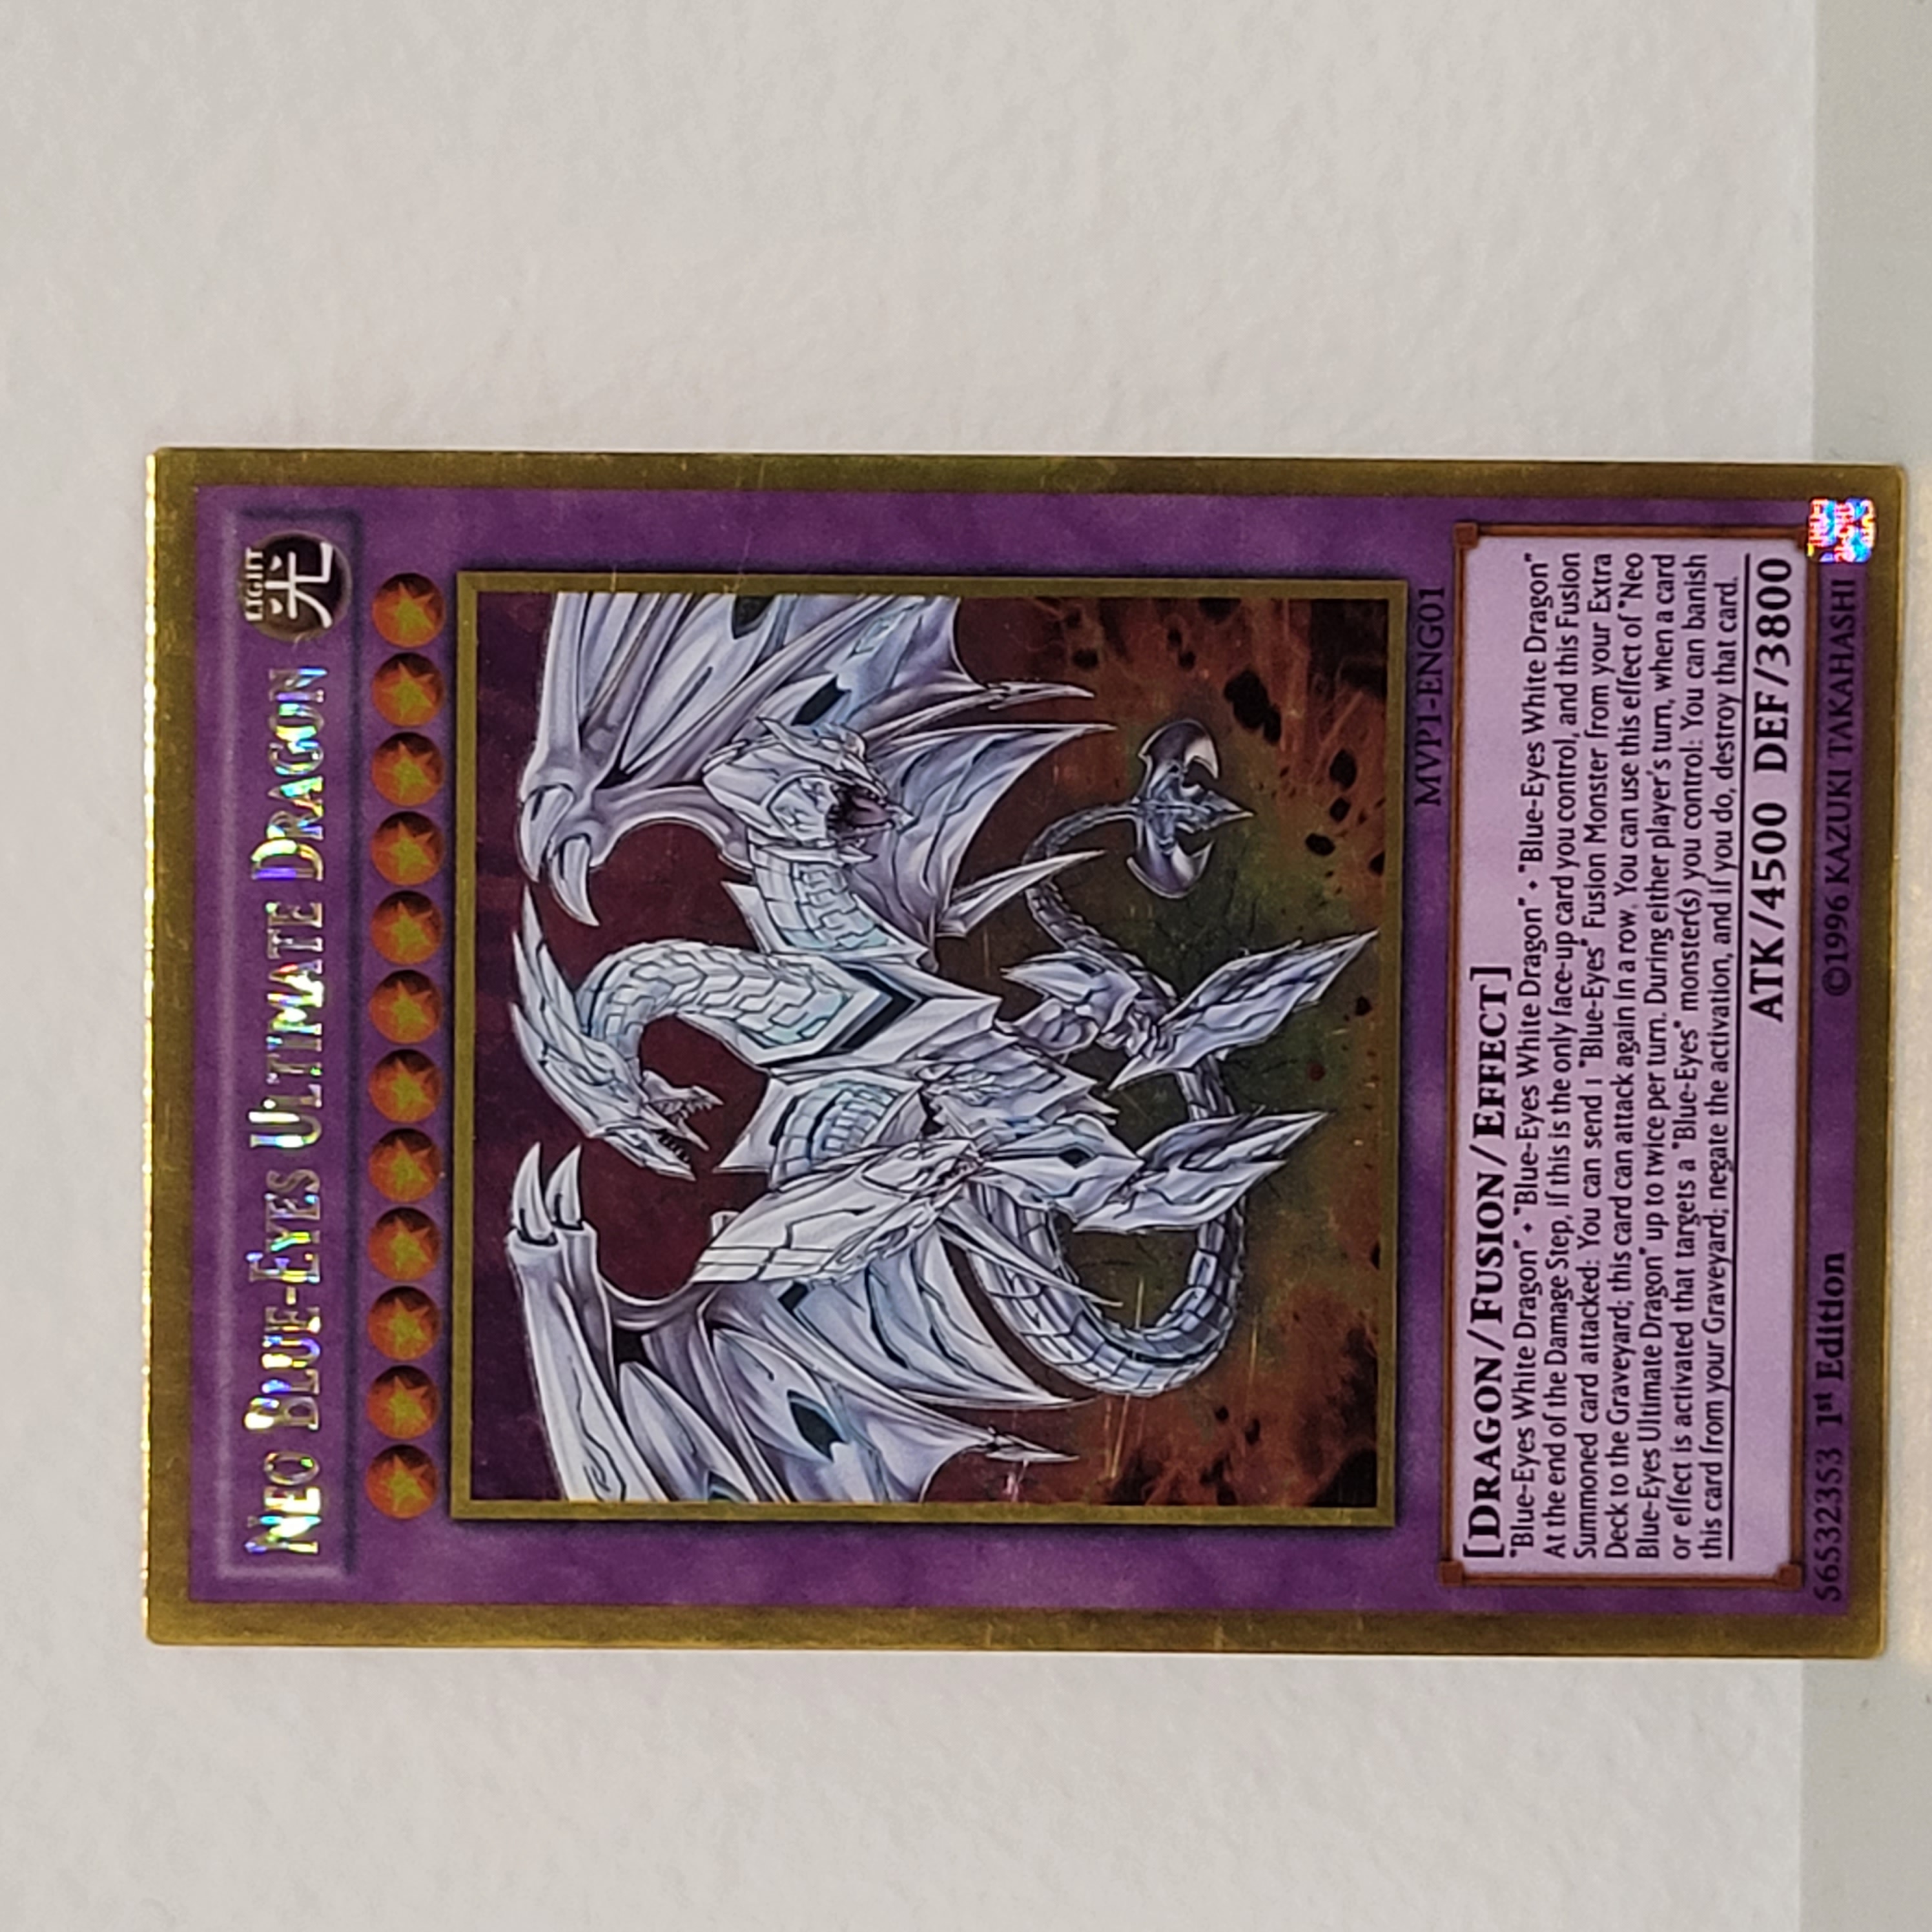 NEO BLUE-EYES ULTIMATE DRAGON
LIGHT
光
MVP1-ENG01
[DRAGON/FUSION/EFFECT]
"Blue-Eyes White Dragon" • "Blue-Eyes White Dragon" • "Blue-Eyes White Dragon"
At the end of the Damage Step, if this is the only face-up card you control, and this Fusion
Summoned card attacked: You can send 1 "Blue-Eyes" Fusion Monster from your Extra
Deck to the Graveyard; this card can attack again in a row. You can use this effect of "Neo
Blue-Eyes Ultimate Dragon" up to twice per turn. During either player's turn, when a card
or effect is activated that targets a "Blue-Eyes" monster(s) you control: You can banish
this card from your Graveyard; negate the activation, and if you do, destroy that card.
ATK/4500 DEF/3800
56532353 1st Edition
©1996 KAZUKI TAKAHASHI